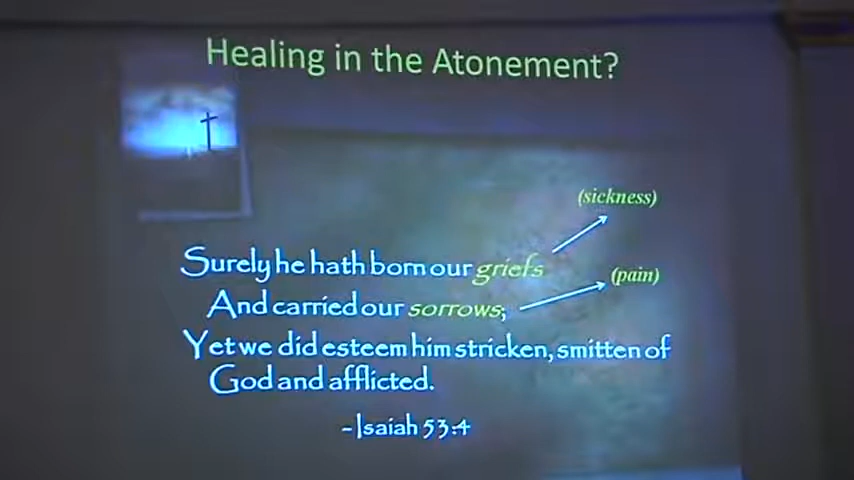 Healing in the Atonement?
(sickness)
Surely he hath born our griefs
(pain)
And carried our sorrows;
Yet we did esteem him stricken, smitten of
God and afflicted.
- Isaiah 53:4